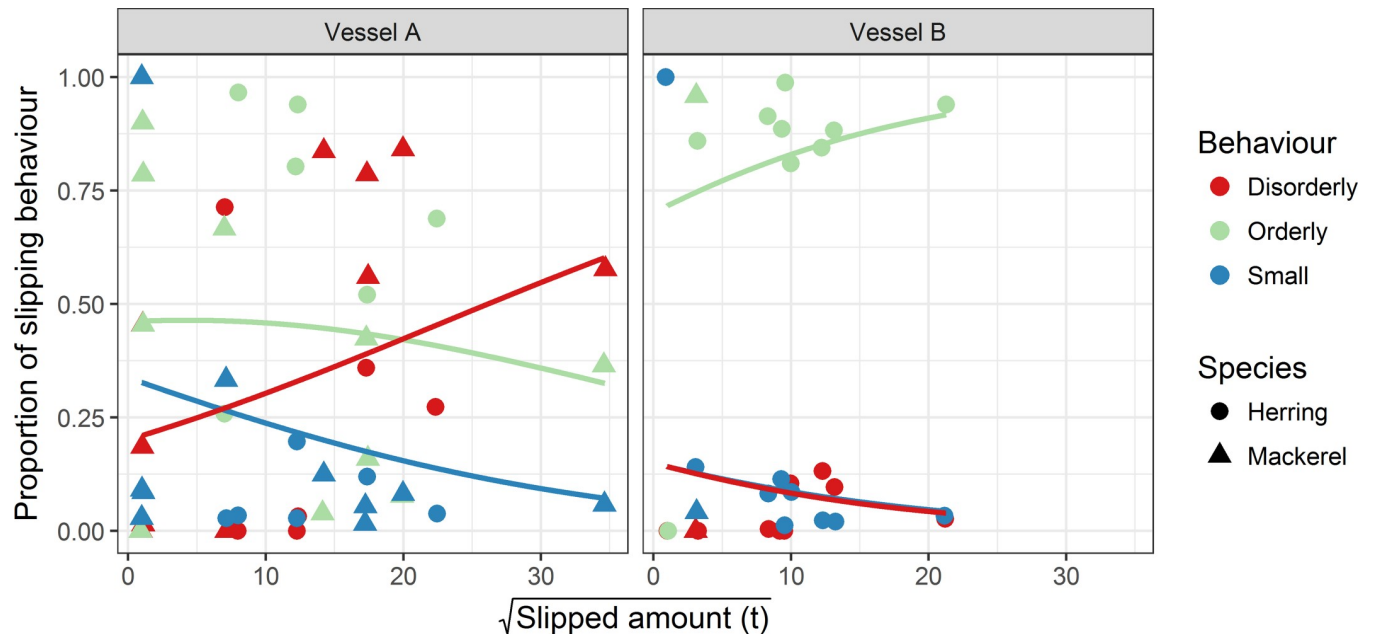 Vessel A
Vessel B
Proportion of slipping behaviour
1.00
0.75
0.50
0.25
0.00
0
10
20
30
0
10
20
30
√Slipped amount (t)
Behaviour
Disorderly
Orderly
Small
Species
Herring
Mackerel